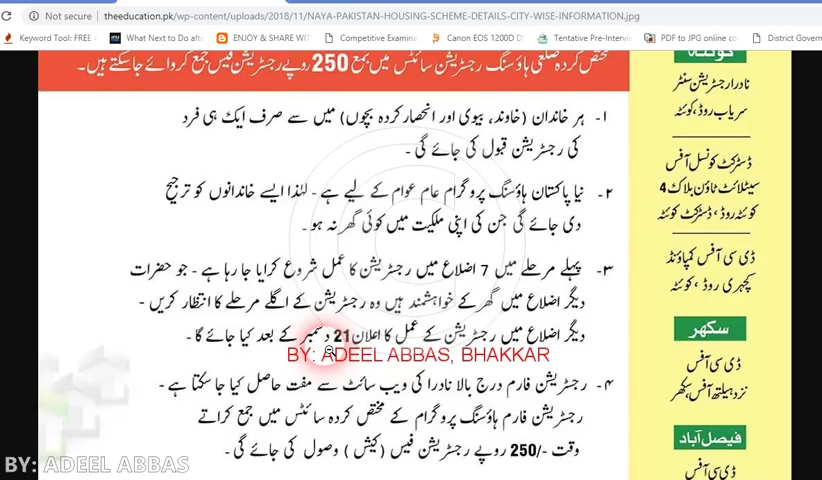 Not secure | theeducation.pk/wp-content/uploads/2018/11/NAYA-PAKISTAN-HOUSING-SCHEME-DETAILS-CITY-WISE-INFORMATION.jpg
Keyword Tool: FREE What Next to Do afte ENJOY & SHARE WIT Competitive Examina Canon EOS 1200D D Tentative Pre-Intervie PDF to JPG online co District Govern
مختص کردہ ضلعی ہاؤسنگ رجسٹریشن سائٹس میں بمع 250 روپے رجسٹریشن فیس جمع کروائے جاسکتے ہیں۔
۱- ہر خاندان (خاوند، بیوی اور انحصار کردہ بچوں) میں سے صرف ایک ہی فرد
کی رجسٹریشن قبول کی جائے گی۔
۲- نیا پاکستان ہاؤسنگ پروگرام عام عوام کے لیے ہے۔ لہٰذا ایسے خاندانوں کو ترجیح
دی جائے گی جن کی اپنی ملکیت میں کوئی گھر نہ ہو۔
۳- پہلے مرحلے میں 7 اضلاع میں رجسٹریشن کا عمل شروع کرایا جا رہا ہے۔ جو حضرات
دیگر اضلاع میں گھر کے خواہشمند ہیں وہ رجسٹریشن کے اگلے مرحلے کا انتظار کریں۔
دیگر اضلاع میں رجسٹریشن کے عمل کا اعلان 21 دسمبر کے بعد کیا جائے گا۔
BY: ADEEL ABBAS, BHAKKAR
۴- رجسٹریشن فارم درج بالا نادرا کی ویب سائٹ سے مفت حاصل کیا جا سکتا ہے۔
رجسٹریشن فارم ہاؤسنگ پروگرام کے مختص کردہ سائٹس میں جمع کراتے
وقت -/250 روپے رجسٹریشن فیس (کیش) وصول کی جائے گی۔
کوئٹہ
نادرا رجسٹریشن سنٹر
سریاب روڈ، کوئٹہ
ڈسٹرکٹ کونسل آفس
سیٹلائٹ ٹاؤن بلاک 4
کوئٹہ روڈ، ڈسٹرکٹ کوئٹہ
ڈی سی آفس کمپاؤنڈ
کچہری روڈ، کوئٹہ
سکھر
ڈی سی آفس
نزد ہیلتھ آفس، سکھر
فیصل آباد
ڈی سی آفس
BY: ADEEL ABBAS